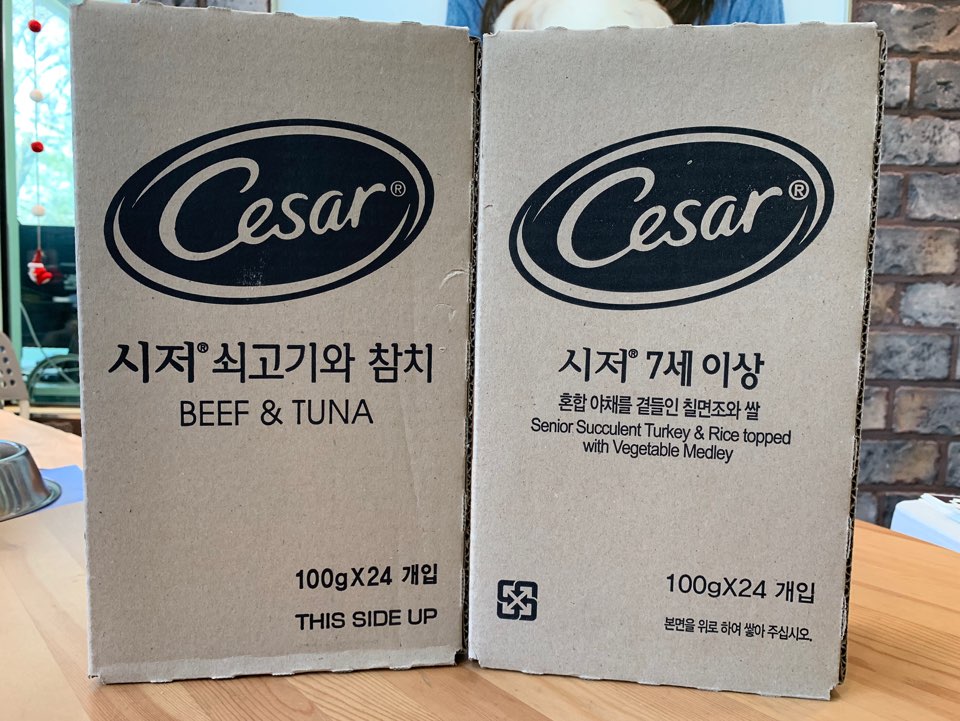 Cesar®
시저® 쇠고기와 참치
BEEF & TUNA
100gX24 개입
THIS SIDE UP
Cesar®
시저® 7세 이상
혼합 야채를 곁들인 칠면조와 쌀
Senior Succulent Turkey & Rice topped
with Vegetable Medley
100gX24 개입
본면을 위로 하여 쌓아 주십시오.